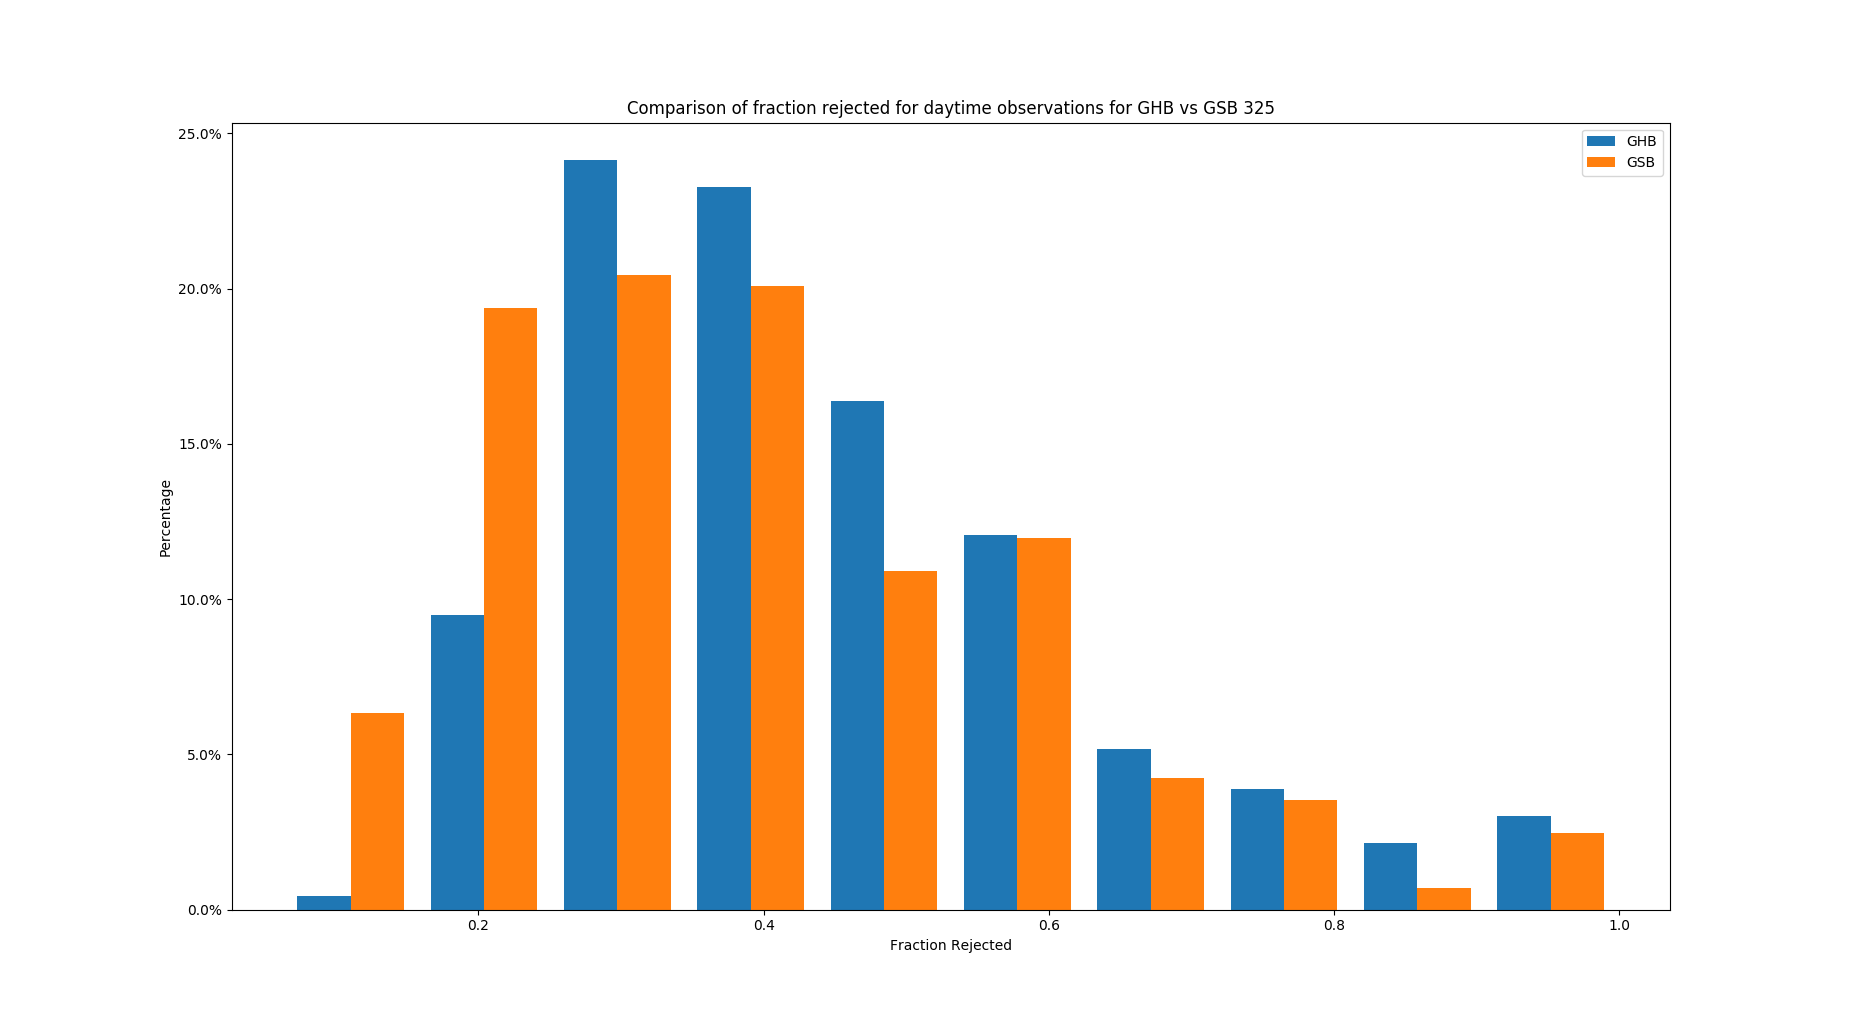 Comparison of fraction rejected for daytime observations for GHB vs GSB 325
25.0%
20.0%
15.0%
10.0%
5.0%
0.0%
Percentage
GHB
GSB
0.2 0.4 0.6 0.8 1.0
Fraction Rejected